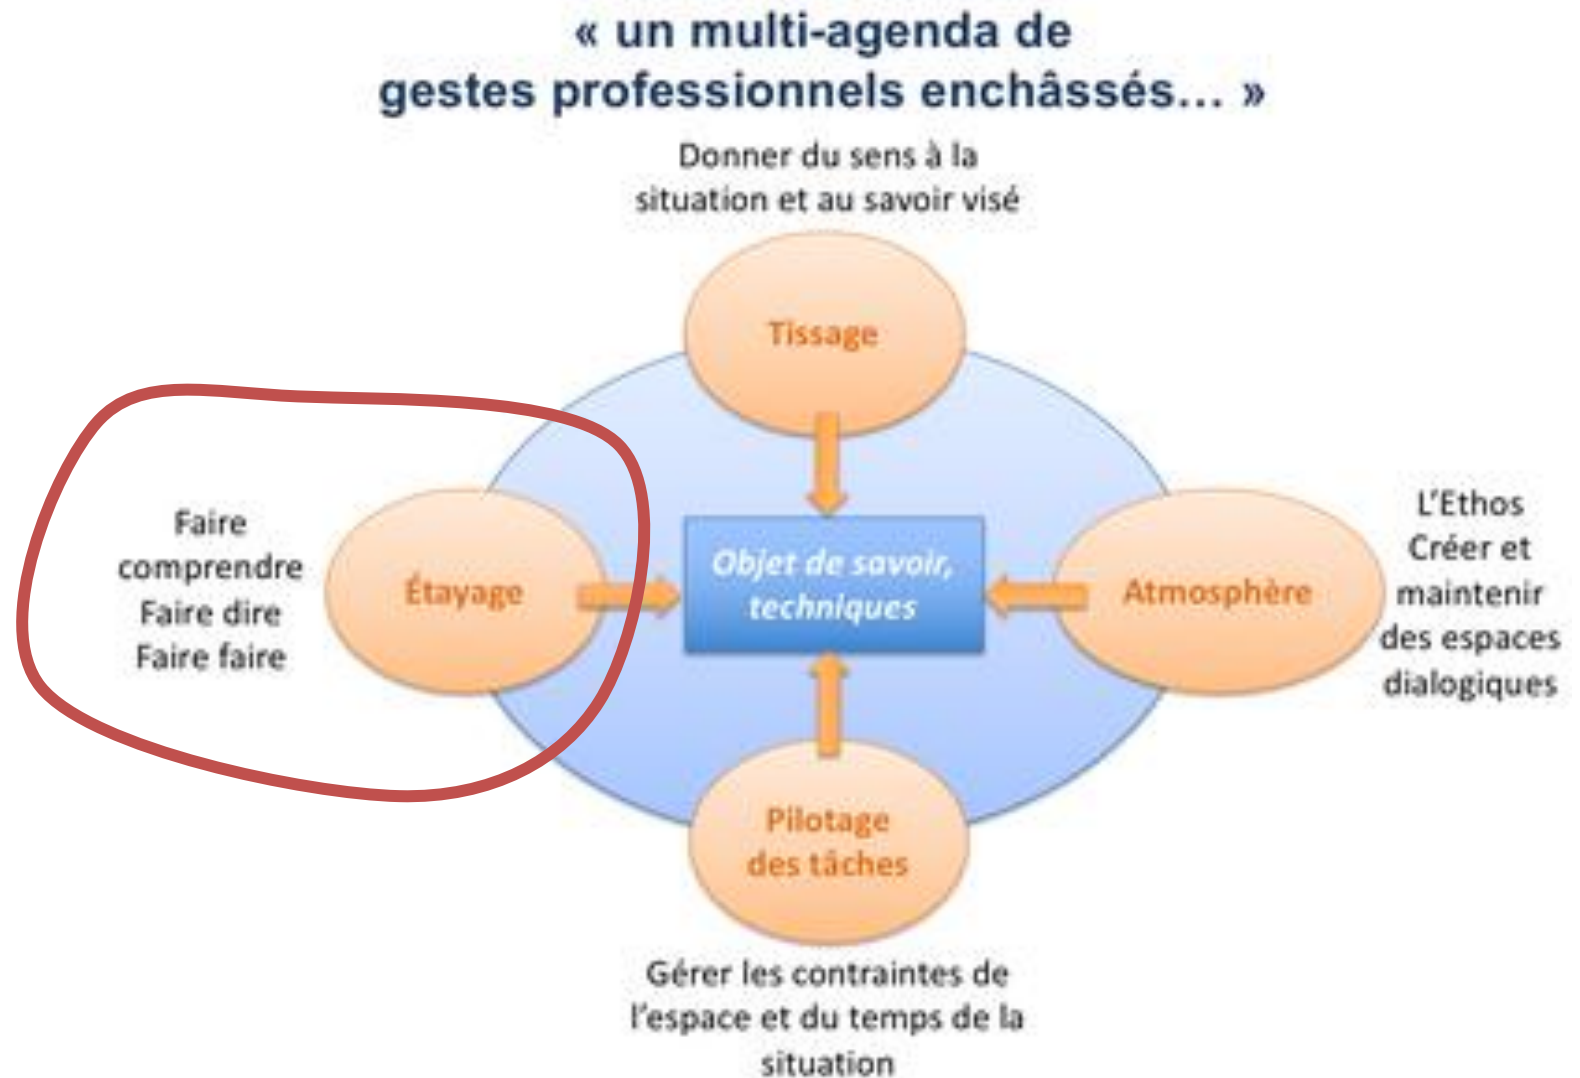 « un multi-agenda de
gestes professionnels enchâssés... »
Donner du sens à la
situation et au savoir visé
Tissage
Faire
comprendre
Faire dire
Faire faire
Étayage
Objet de savoir,
techniques
Atmosphère
L'Ethos
Créer et
maintenir
des espaces
dialogiques
Pilotage
des tâches
Gérer les contraintes de
l'espace et du temps de la
situation